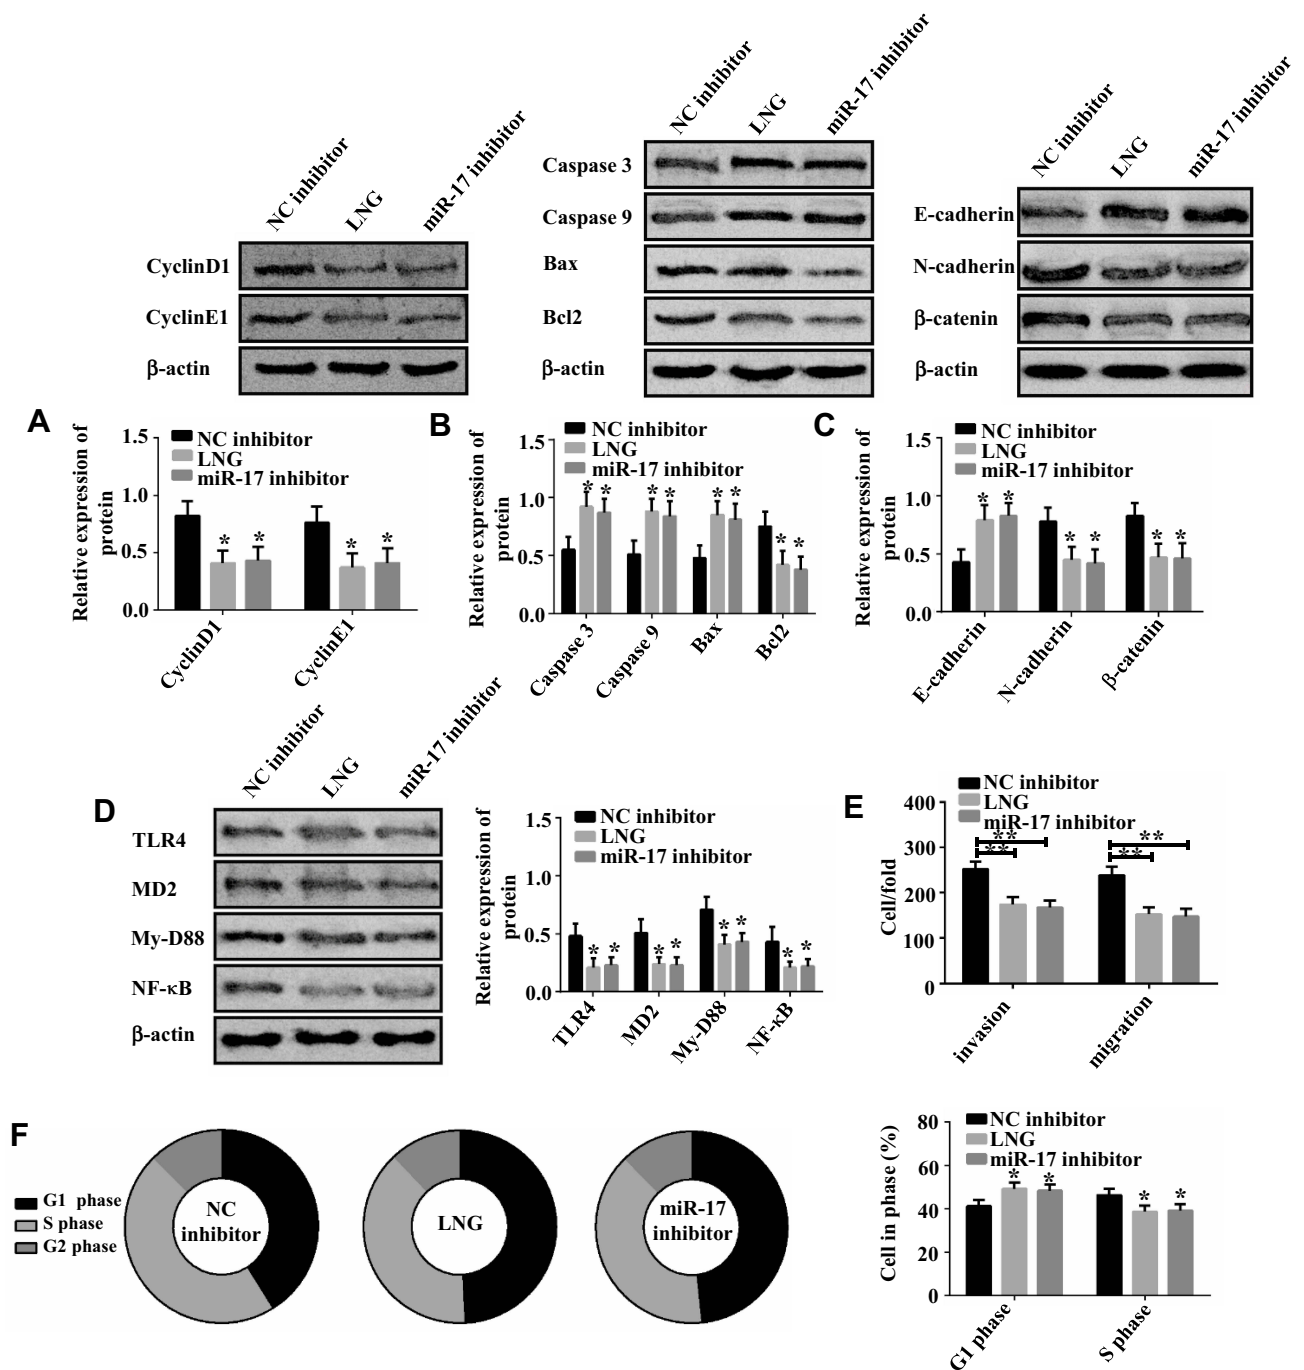 NC inhibitor
LNG
miR-17 inhibitor
CyclinD1
CyclinE1
β-actin
NC inhibitor
LNG
miR-17 inhibitor
Caspase 3
Caspase 9
Bax
Bcl2
β-actin
NC inhibitor
LNG
miR-17 inhibitor
E-cadherin
N-cadherin
β-catenin
β-actin
A
Relative expression of
protein
1.5
1.0
0.5
0.0
NC inhibitor
LNG
miR-17 inhibitor
* *
* *
CyclinD1
CyclinE1
B
Relative expression of
protein
1.5
1.0
0.5
0.0
NC inhibitor
LNG
miR-17 inhibitor
* *
* *
* *
* *
Caspase 3
Caspase 9
Bax
Bcl2
C
Relative expression of
protein
1.5
1.0
0.5
0.0
NC inhibitor
LNG
miR-17 inhibitor
* *
* *
* *
E-cadherin
N-cadherin
β-catenin
D
NC inhibitor
LNG
miR-17 inhibitor
TLR4
MD2
My-D88
NF-κB
β-actin
Relative expression of
protein
1.5
1.0
0.5
0.0
NC inhibitor
LNG
miR-17 inhibitor
* *
* *
* *
* *
TLR4
MD2
My-D88
NF-κB
E
Cell/fold
400
300
200
100
0
NC inhibitor
LNG
miR-17 inhibitor
**
**
**
**
invasion
migration
F
G1 phase
S phase
G2 phase
NC
inhibitor
LNG
miR-17
inhibitor
Cell in phase (%)
80
60
40
20
0
NC inhibitor
LNG
miR-17 inhibitor
* *
* *
G1 phase
S phase